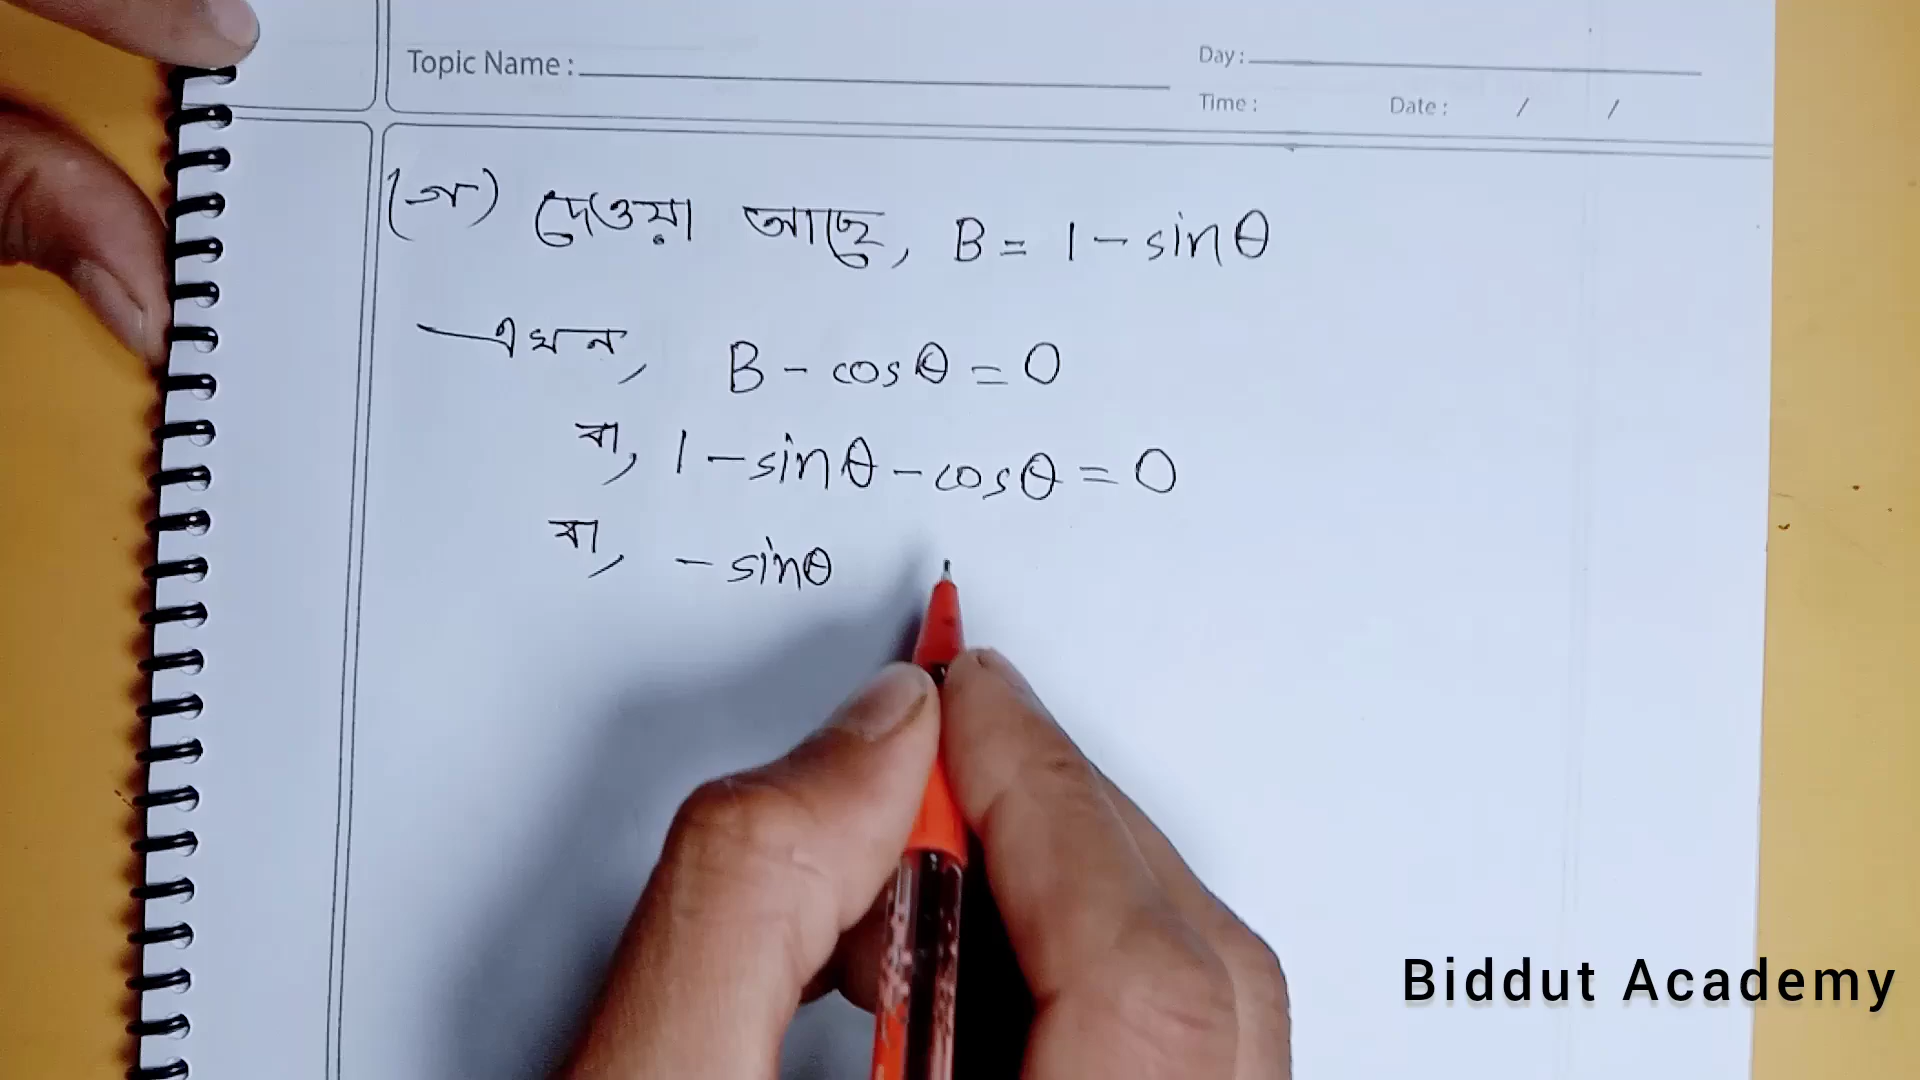 Topic Name :
Day :
Time : Date : / /
(গ) দেওয়া আছে, B = 1 - sinθ
এখন, B - cosθ = 0
বা, 1 - sinθ - cosθ = 0
বা, - sinθ
Biddut Academy